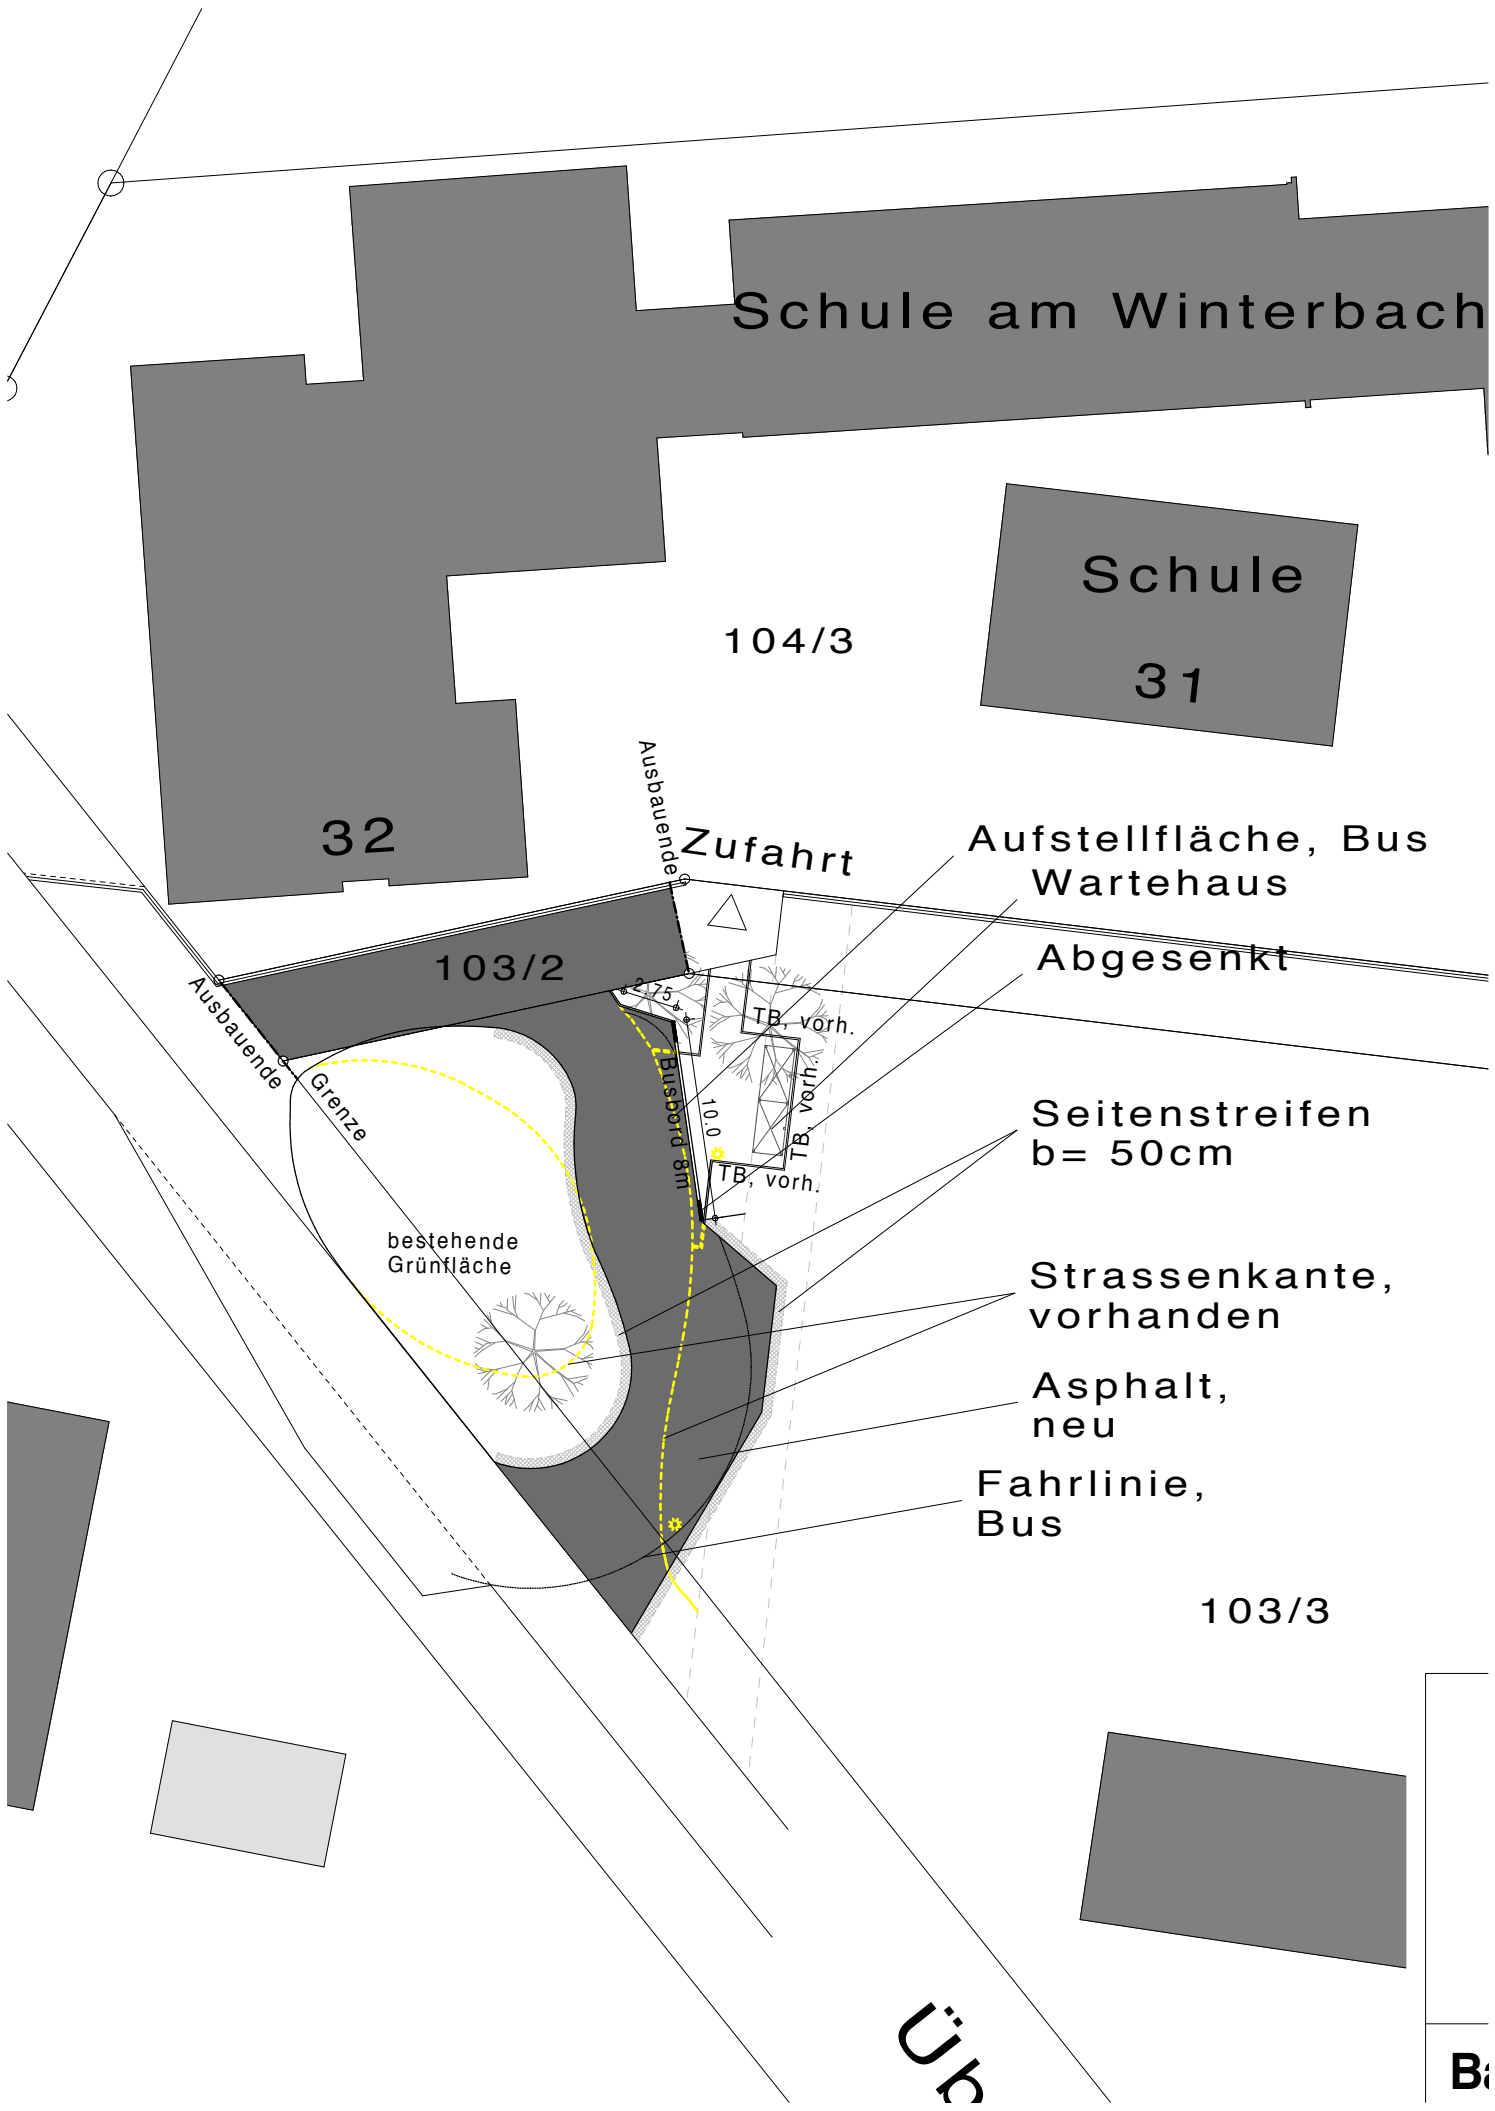 Schule am Winterbach
Schule
31
104/3
32
Ausbauende
Zufahrt
Aufstellfläche, Bus
Wartehaus
Abgesenkt
103/2
Ausbauende
Grenze
2.75
TB, vorh.
TB, vorh.
TB, vorh.
10.0
Busbord 8m
Seitenstreifen
b= 50cm
bestehende
Grünfläche
Strassenkante,
vorhanden
Asphalt,
neu
Fahrlinie,
Bus
103/3
Üb
Ba